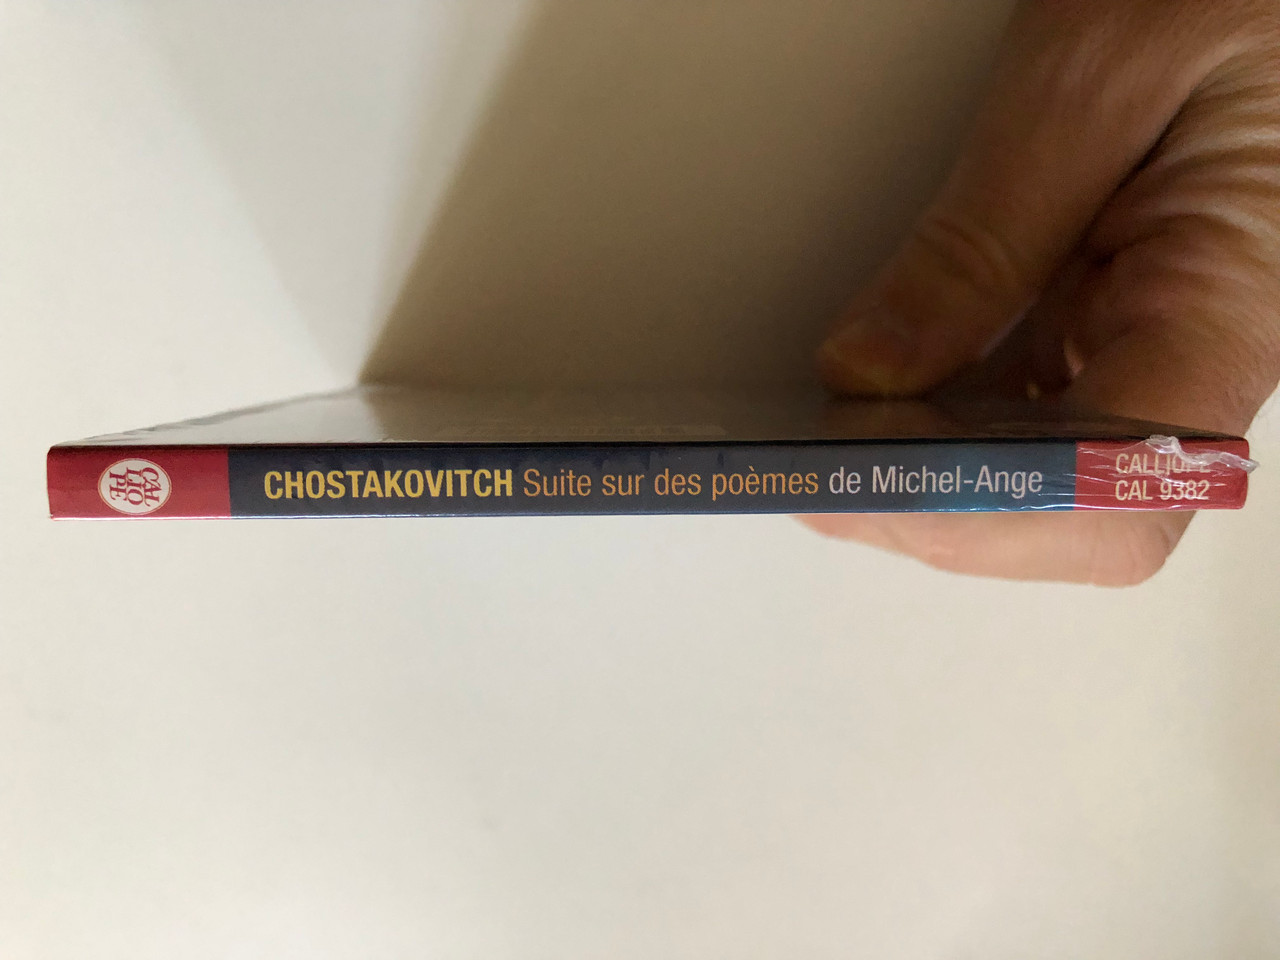 CAL
LIO
PE
CHOSTAKOVITCH Suite sur des poèmes de Michel-Ange
CALLIOPE
CAL 9382